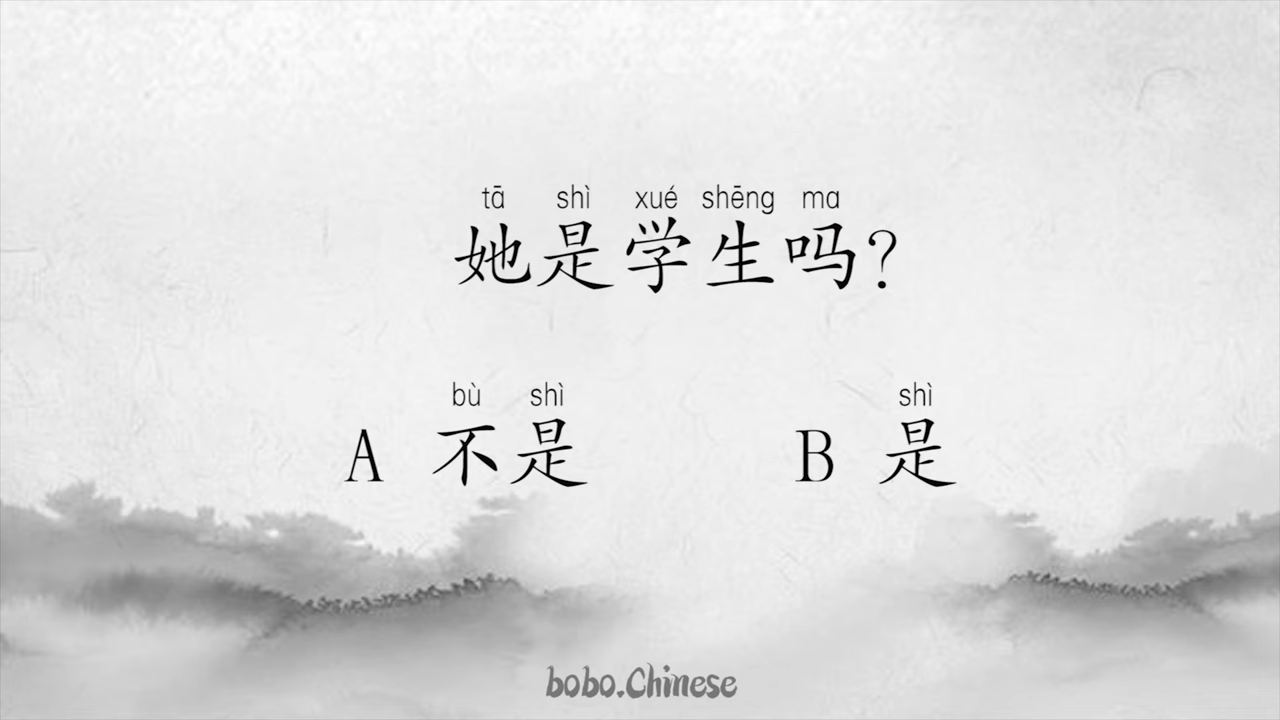 tā shì xué shēng ma
她是学生吗?
bù shì shì
A 不是 B 是
bobo.Chinese